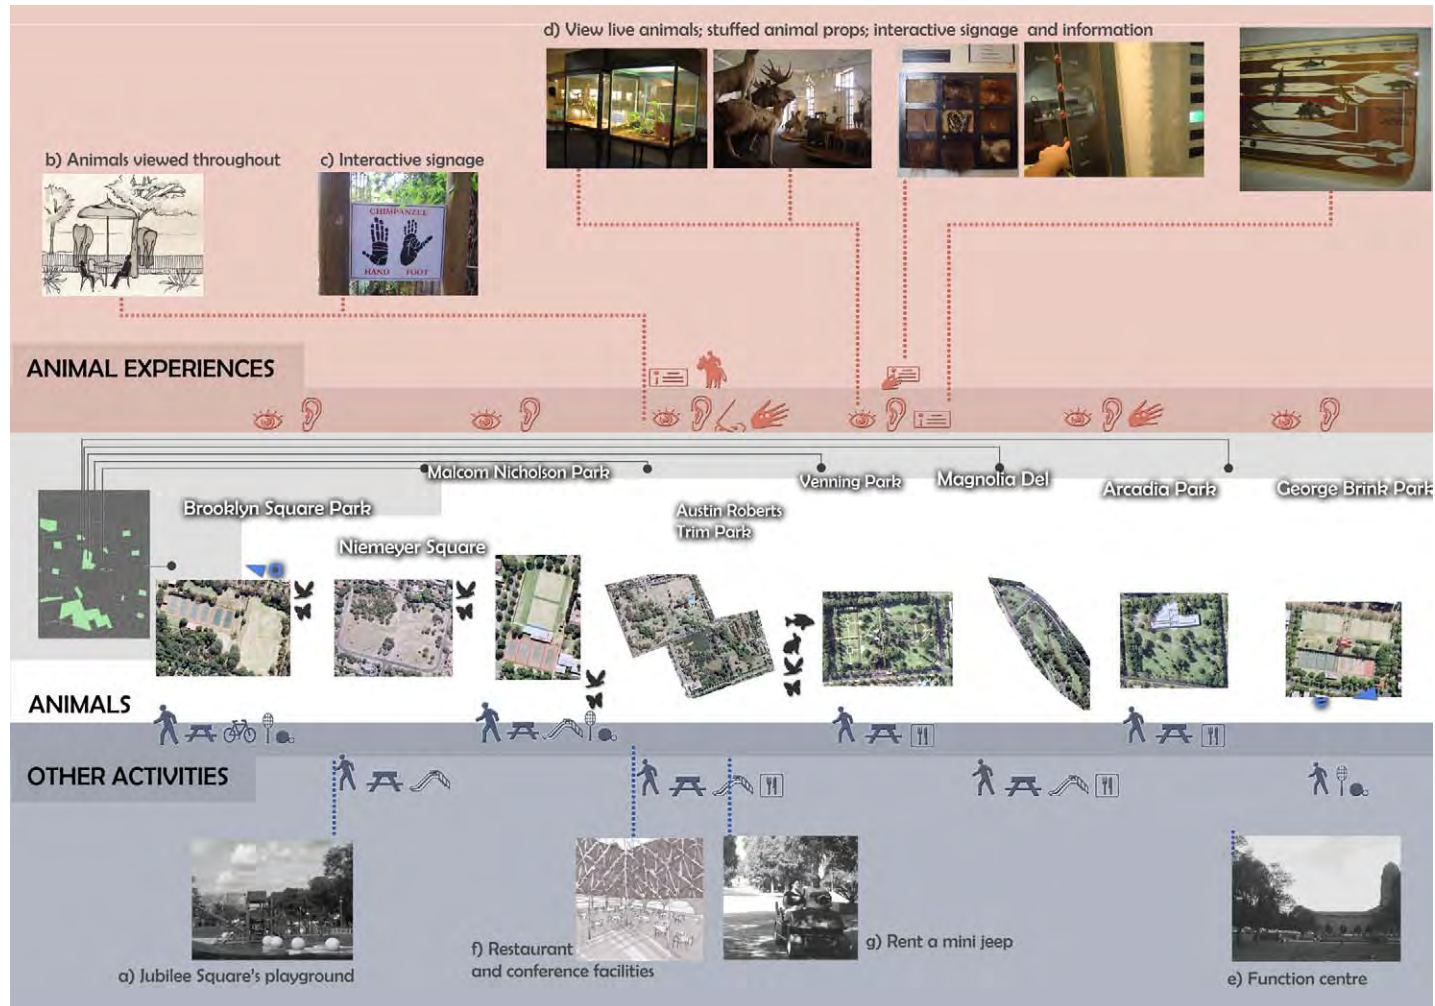 d) View live animals; stuffed animal props; interactive signage and information
b) Animals viewed throughout
c) Interactive signage
CHIMPANZEE
HAND FOOT
ANIMAL EXPERIENCES
Malcom Nicholson Park
Venning Park
Magnolia Del
Arcadia Park
George Brink Park
Brooklyn Square Park
Austin Roberts
Trim Park
Niemeyer Square
ANIMALS
OTHER ACTIVITIES
f) Restaurant
and conference facilities
g) Rent a mini jeep
a) Jubilee Square's playground
e) Function centre